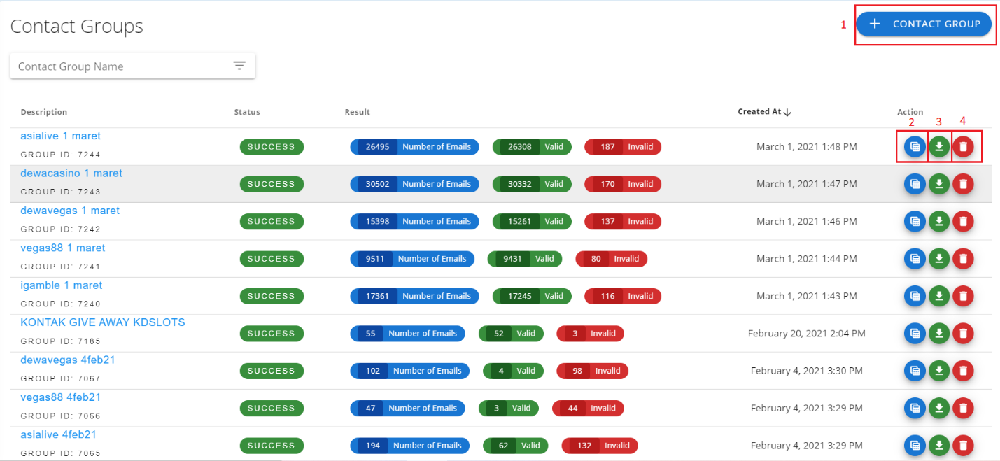 Contact Groups
1
+ CONTACT GROUP
Contact Group Name
Description Status Result Created At Action
2 3 4
asialive 1 maret
GROUP ID: 7244
SUCCESS 26495 Number of Emails 26308 Valid 187 Invalid March 1, 2021 1:48 PM
dewacasino 1 maret
GROUP ID: 7243
SUCCESS 30502 Number of Emails 30332 Valid 170 Invalid March 1, 2021 1:47 PM
dewavegas 1 maret
GROUP ID: 7242
SUCCESS 15398 Number of Emails 15261 Valid 137 Invalid March 1, 2021 1:46 PM
vegas88 1 maret
GROUP ID: 7241
SUCCESS 9511 Number of Emails 9431 Valid 80 Invalid March 1, 2021 1:44 PM
igamble 1 maret
GROUP ID: 7240
SUCCESS 17361 Number of Emails 17245 Valid 116 Invalid March 1, 2021 1:43 PM
KONTAK GIVE AWAY KDSLOTS
GROUP ID: 7185
SUCCESS 55 Number of Emails 52 Valid 3 Invalid February 20, 2021 2:04 PM
dewavegas 4feb21
GROUP ID: 7067
SUCCESS 102 Number of Emails 4 Valid 98 Invalid February 4, 2021 3:30 PM
vegas88 4feb21
GROUP ID: 7066
SUCCESS 47 Number of Emails 3 Valid 44 Invalid February 4, 2021 3:29 PM
asialive 4feb21
GROUP ID: 7065
SUCCESS 194 Number of Emails 62 Valid 132 Invalid February 4, 2021 3:29 PM